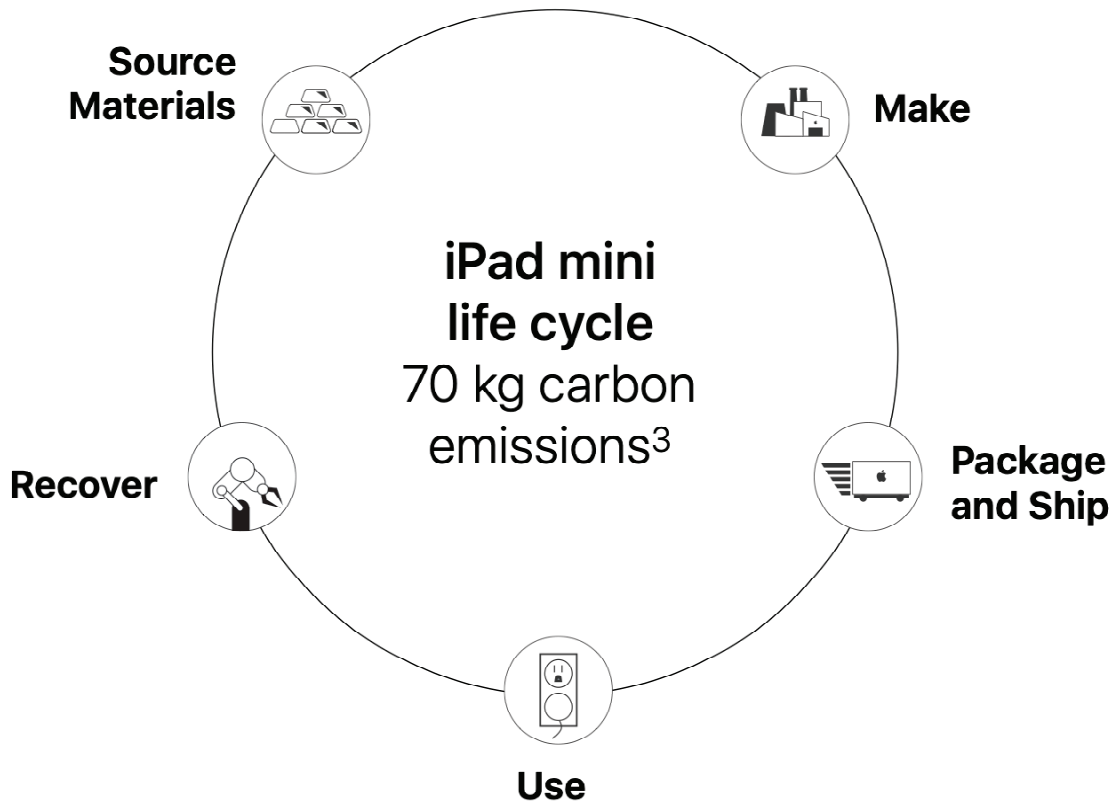 Source
Materials
Make
iPad mini
life cycle
70 kg carbon
emissions³
Recover
Package
and Ship
Use